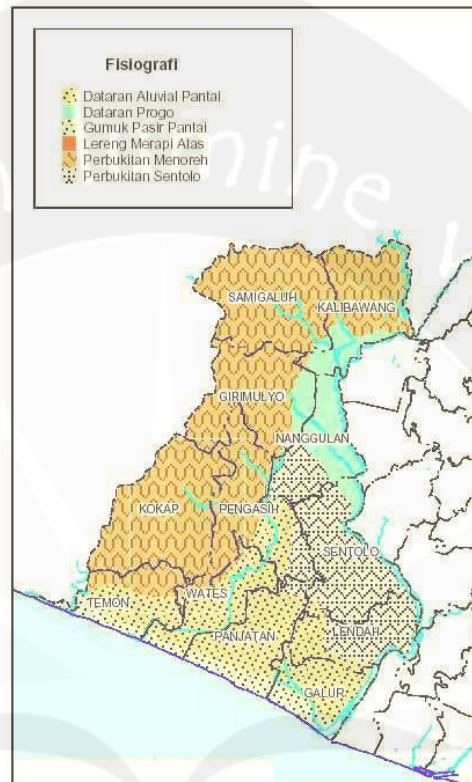 Fisiografi
Dataran Aluvial Pantai
Dataran Progo
Gumuk Pasir Pantai
Lereng Merapi Alas
Perbukitan Menoreh
Perbukitan Sentolo
SAMIGALUH
KALIBAWANG
GIRIMULYO
NANGGULAN
KOKAP
PENGASIH
SENTOLO
TEMON
WATES
PANJATAN
LENDAH
GALUR